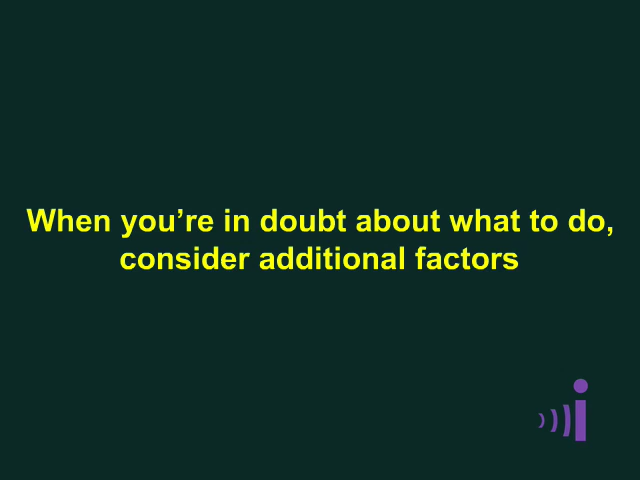 When you’re in doubt about what to do,
consider additional factors